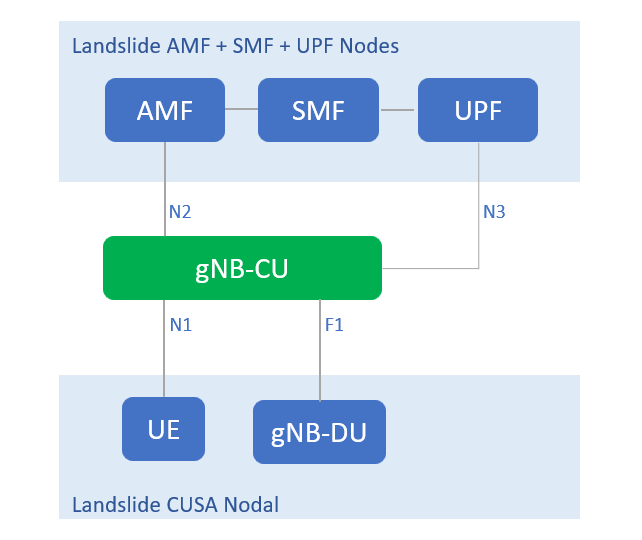 Landslide AMF + SMF + UPF Nodes
AMF
SMF
UPF
N2
N3
gNB-CU
N1
F1
UE
gNB-DU
Landslide CUSA Nodal